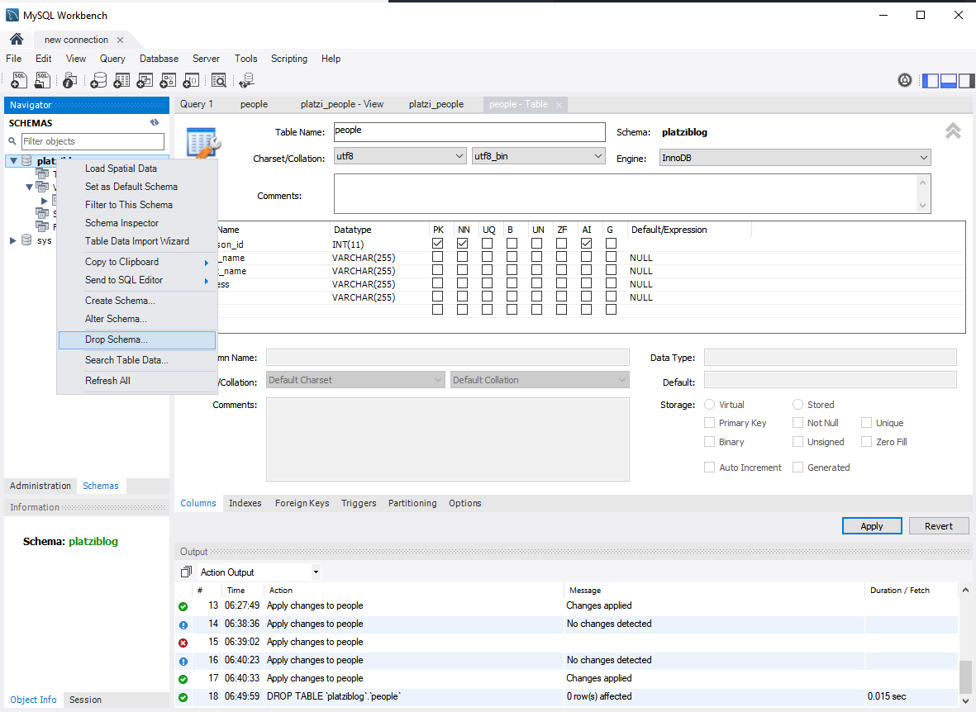 MySQL Workbench
new connection
File Edit View Query Database Server Tools Scripting Help
Navigator
SCHEMAS
Filter objects
sys
Load Spatial Data
Set as Default Schema
Filter to This Schema
Schema Inspector
Table Data Import Wizard
Copy to Clipboard
Send to SQL Editor
Create Schema...
Alter Schema...
Drop Schema...
Search Table Data...
Refresh All
Administration Schemas
Information
Schema: platziblog
Object Info Session
Query 1 people platzi_people - View platzi_people people - Table
Table Name: people Schema: platziblog
Charset/Collation: utf8 utf8_bin Engine: InnoDB
Comments:
Name Datatype PK NN UQ B UN ZF AI G Default/Expression
son_id INT(11)
_name VARCHAR(255) NULL
_name VARCHAR(255) NULL
ess VARCHAR(255) NULL
VARCHAR(255) NULL
mn Name: Data Type:
/Collation: Default Charset Default Collation Default:
Comments: Storage: Virtual Stored
Primary Key Not Null Unique
Binary Unsigned Zero Fill
Auto Increment Generated
Columns Indexes Foreign Keys Triggers Partitioning Options
Apply Revert
Output
Action Output
# Time Action Message Duration / Fetch
13 06:27:49 Apply changes to people Changes applied
14 06:38:36 Apply changes to people No changes detected
15 06:39:02 Apply changes to people
16 06:40:23 Apply changes to people No changes detected
17 06:40:33 Apply changes to people Changes applied
18 06:49:59 DROP TABLE `platziblog`.`people` 0 row(s) affected 0.015 sec